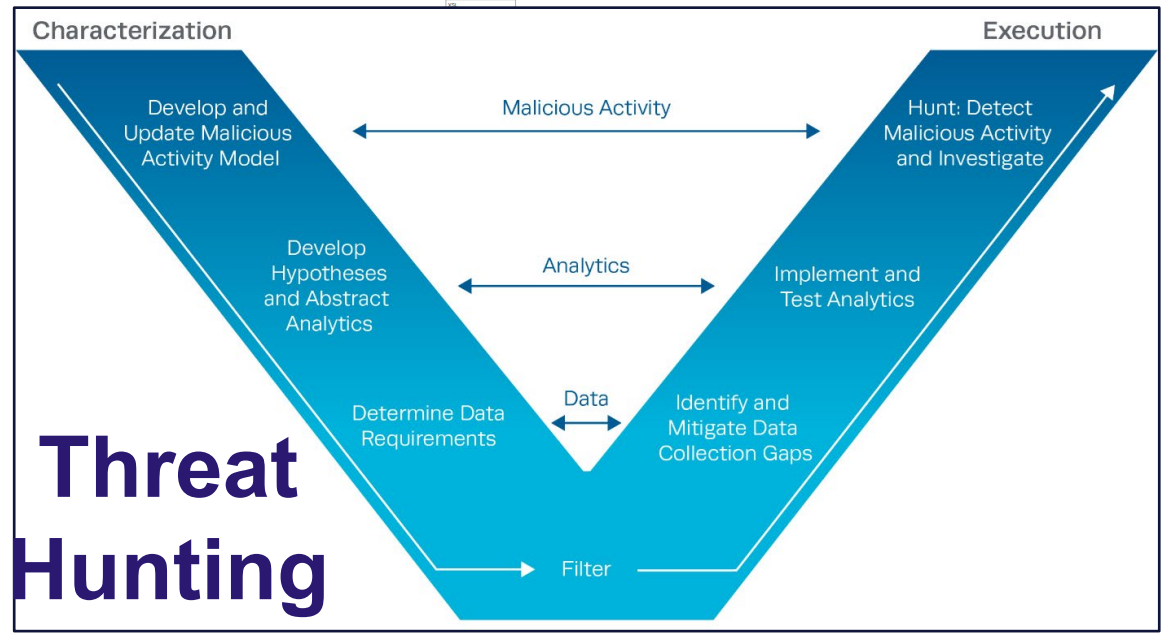 Characterization
Execution
Develop and
Update Malicious
Activity Model
Malicious Activity
Hunt: Detect
Malicious Activity
and Investigate
Develop
Hypotheses
and Abstract
Analytics
Analytics
Implement and
Test Analytics
Determine Data
Requirements
Data
Identify and
Mitigate Data
Collection Gaps
Threat
Hunting
Filter